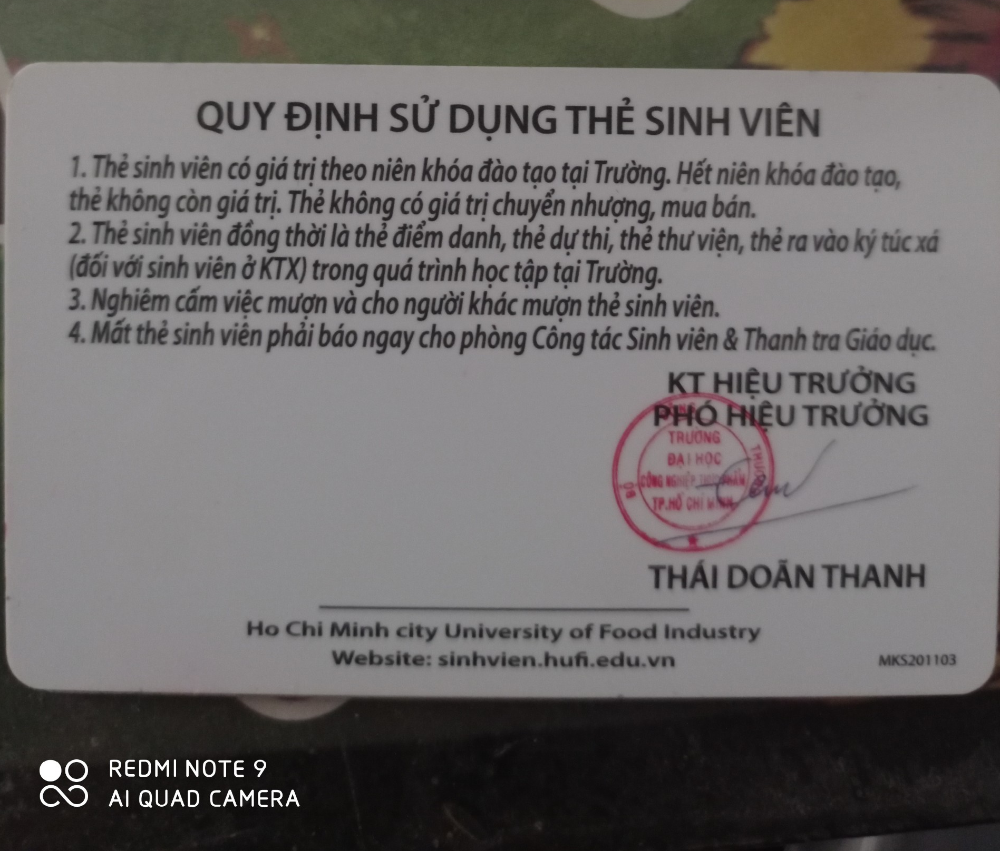 QUY ĐỊNH SỬ DỤNG THẺ SINH VIÊN
1. Thẻ sinh viên có giá trị theo niên khóa đào tạo tại Trường. Hết niên khóa đào tạo,
thẻ không còn giá trị. Thẻ không có giá trị chuyển nhượng, mua bán.
2. Thẻ sinh viên đồng thời là thẻ điểm danh, thẻ dự thi, thẻ thư viện, thẻ ra vào ký túc xá
(đối với sinh viên ở KTX) trong quá trình học tập tại Trường.
3. Nghiêm cấm việc mượn và cho người khác mượn thẻ sinh viên.
4. Mất thẻ sinh viên phải báo ngay cho phòng Công tác Sinh viên & Thanh tra Giáo dục.
KT HIỆU TRƯỞNG
PHÓ HIỆU TRƯỞNG
BỘ
TRƯỜNG
ĐẠI HỌC
CÔNG NGHIỆP THỰC PHẨM
TP.HỒ CHÍ MINH
THÁI DOÃN THANH
Ho Chi Minh city University of Food Industry
Website: sinhvien.hufi.edu.vn
MKS201103
REDMI NOTE 9
AI QUAD CAMERA